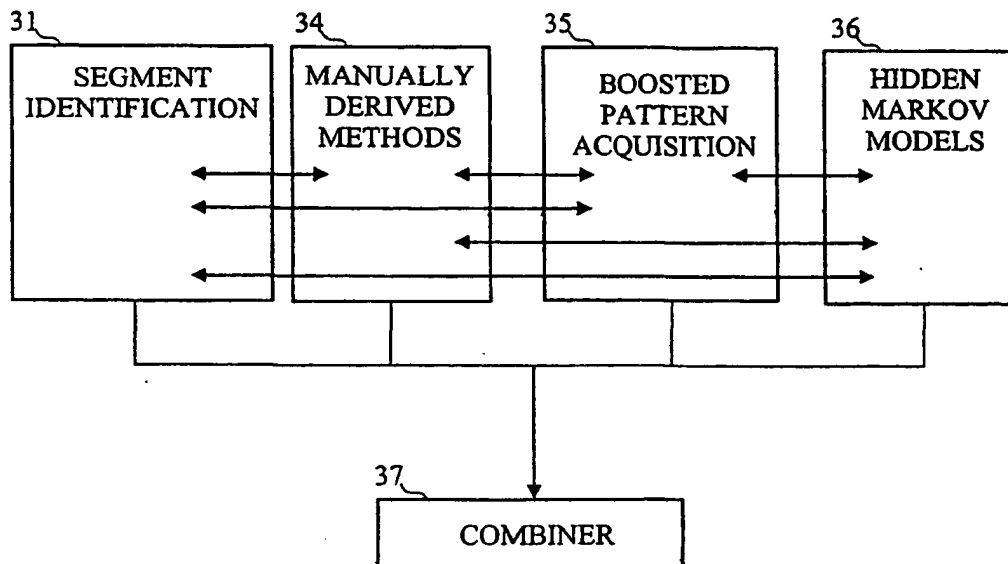 31
SEGMENT
IDENTIFICATION
34
MANUALLY
DERIVED
METHODS
35
BOOSTED
PATTERN
ACQUISITION
36
HIDDEN
MARKOV
MODELS
37
COMBINER